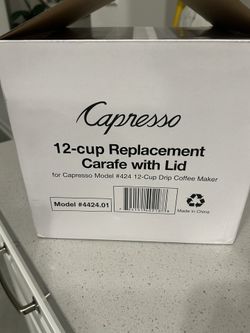 Capresso
12-cup Replacement
Carafe with Lid
for Capresso Model #424 12-Cup Drip Coffee Maker
Model #4424.01
Made in China